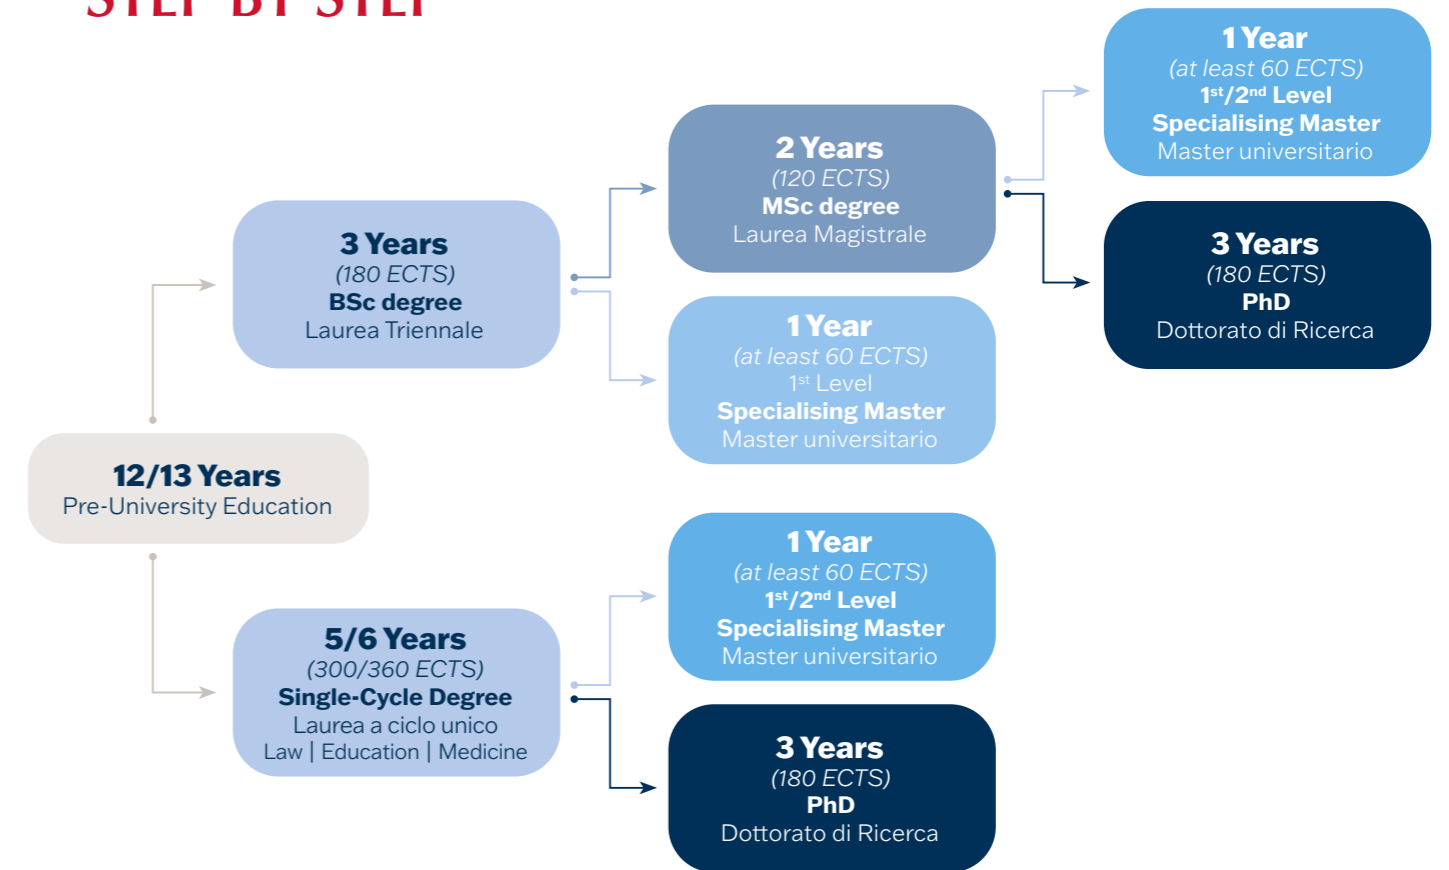 STEP BY STEP
12/13 Years
Pre-University Education
3 Years
(180 ECTS)
BSc degree
Laurea Triennale
2 Years
(120 ECTS)
MSc degree
Laurea Magistrale
1 Year
(at least 60 ECTS)
1st Level
Specialising Master
Master universitario
1 Year
(at least 60 ECTS)
1st/2nd Level
Specialising Master
Master universitario
3 Years
(180 ECTS)
PhD
Dottorato di Ricerca
5/6 Years
(300/360 ECTS)
Single-Cycle Degree
Laurea a ciclo unico
Law | Education | Medicine
1 Year
(at least 60 ECTS)
1st/2nd Level
Specialising Master
Master universitario
3 Years
(180 ECTS)
PhD
Dottorato di Ricerca